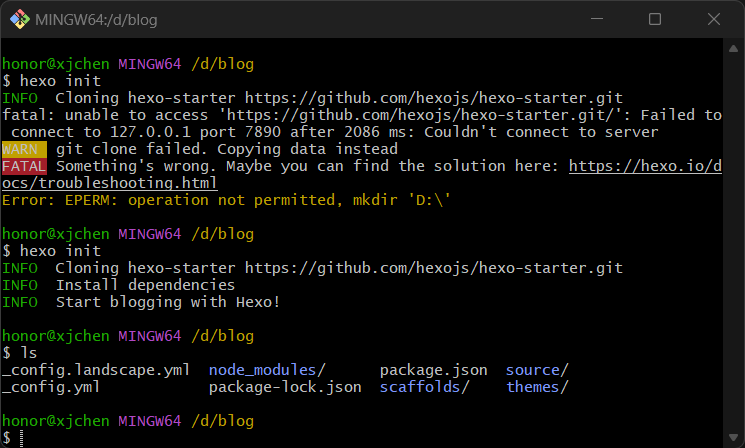 MINGW64:/d/blog
honor@xjchen MINGW64 /d/blog
$ hexo init
INFO  Cloning hexo-starter https://github.com/hexojs/hexo-starter.git
fatal: unable to access 'https://github.com/hexojs/hexo-starter.git/': Failed to
 connect to 127.0.0.1 port 7890 after 2086 ms: Couldn't connect to server
WARN  git clone failed. Copying data instead
FATAL Something's wrong. Maybe you can find the solution here: https://hexo.io/d
ocs/troubleshooting.html
Error: EPERM: operation not permitted, mkdir 'D:\'
honor@xjchen MINGW64 /d/blog
$ hexo init
INFO  Cloning hexo-starter https://github.com/hexojs/hexo-starter.git
INFO  Install dependencies
INFO  Start blogging with Hexo!
honor@xjchen MINGW64 /d/blog
$ ls
_config.landscape.yml  node_modules/      package.json  source/
_config.yml            package-lock.json  scaffolds/    themes/
honor@xjchen MINGW64 /d/blog
$